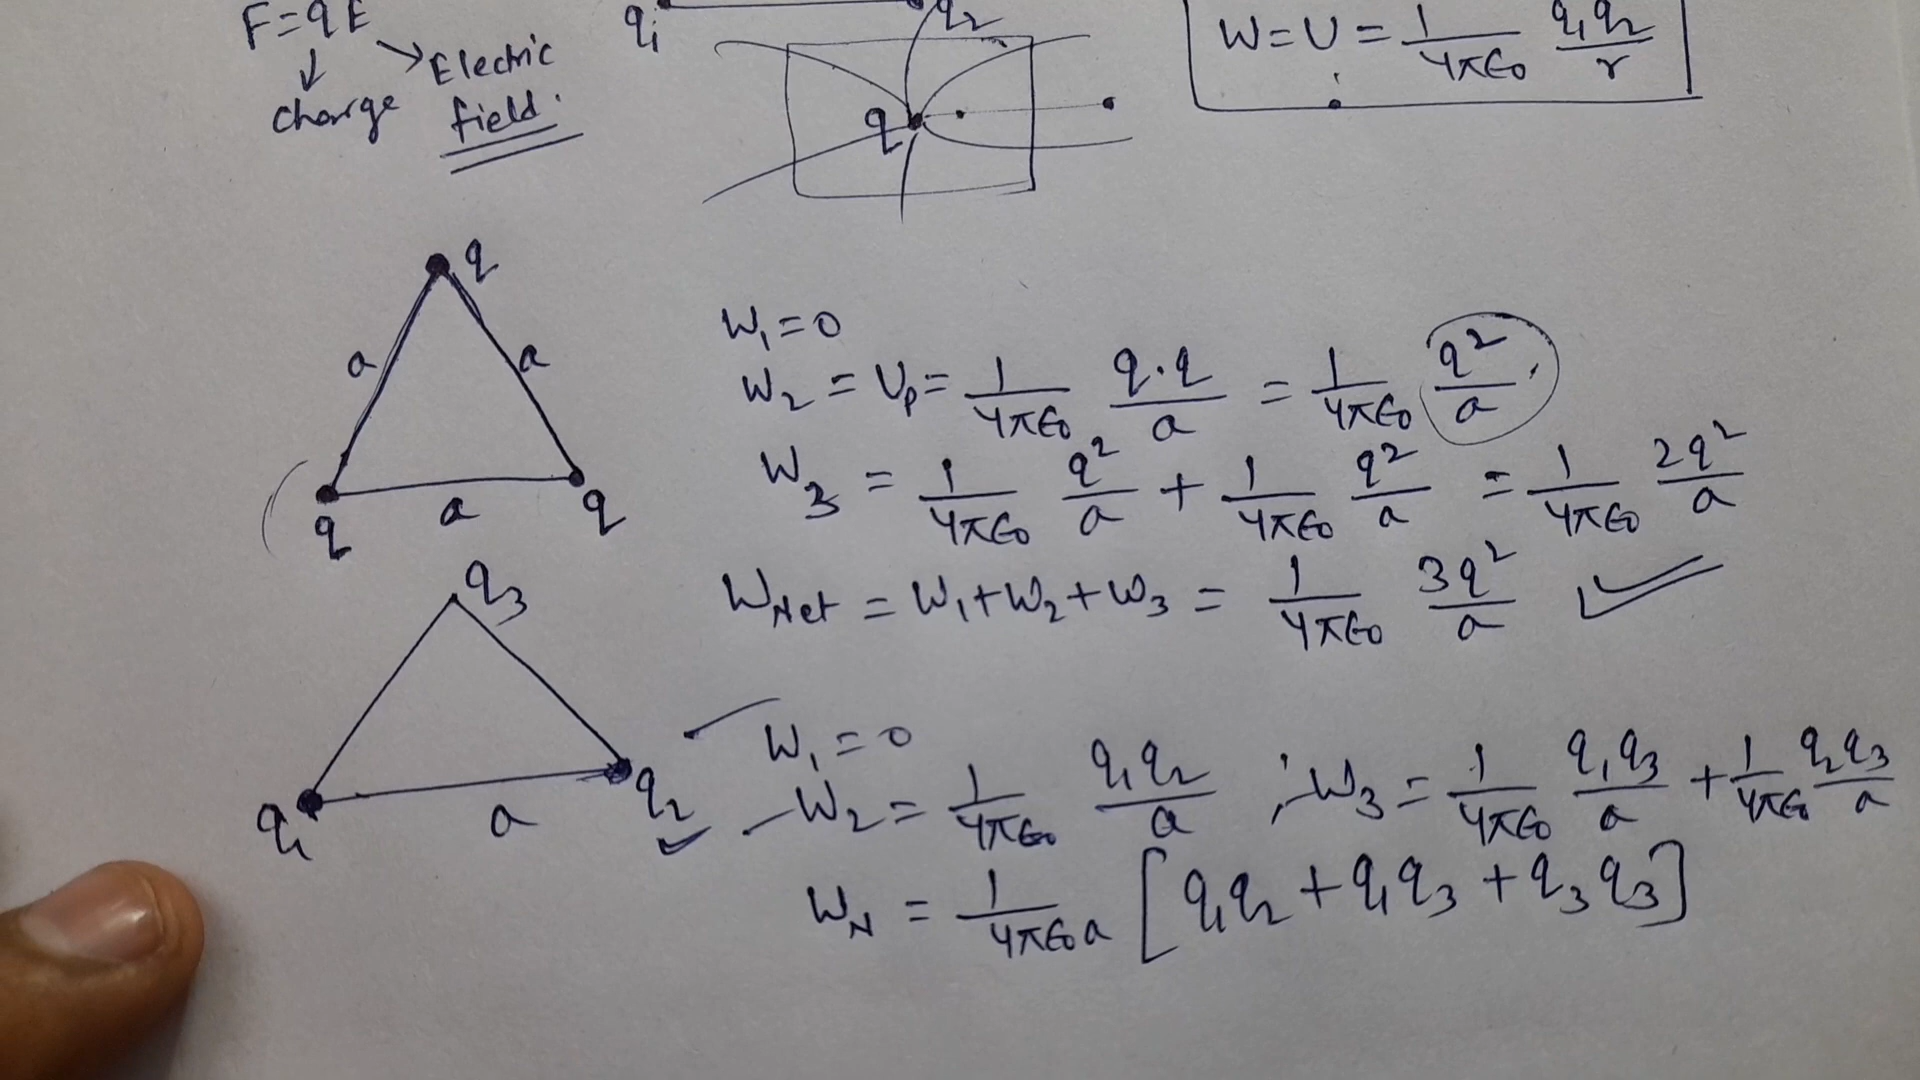 F=qE
Electric
field.
charge
q₁ q₂
W=U=1/4πε₀ q₁q₂/r
q
q
a a
a
q q
W₁=0
W₂=Up=1/4πε₀ q·q/a=1/4πε₀ q²/a
W₃=1/4πε₀ q²/a+1/4πε₀ q²/a=1/4πε₀ 2q²/a
WNet=W₁+W₂+W₃=1/4πε₀ 3q²/a
q₃
q₁ a q₂
W₁=0
W₂=1/4πε₀ q₁q₂/a ; W₃=1/4πε₀ q₁q₃/a+1/4πε₀ q₂q₃/a
WN=1/4πε₀a [q₁q₂+q₁q₃+q₃q₃]